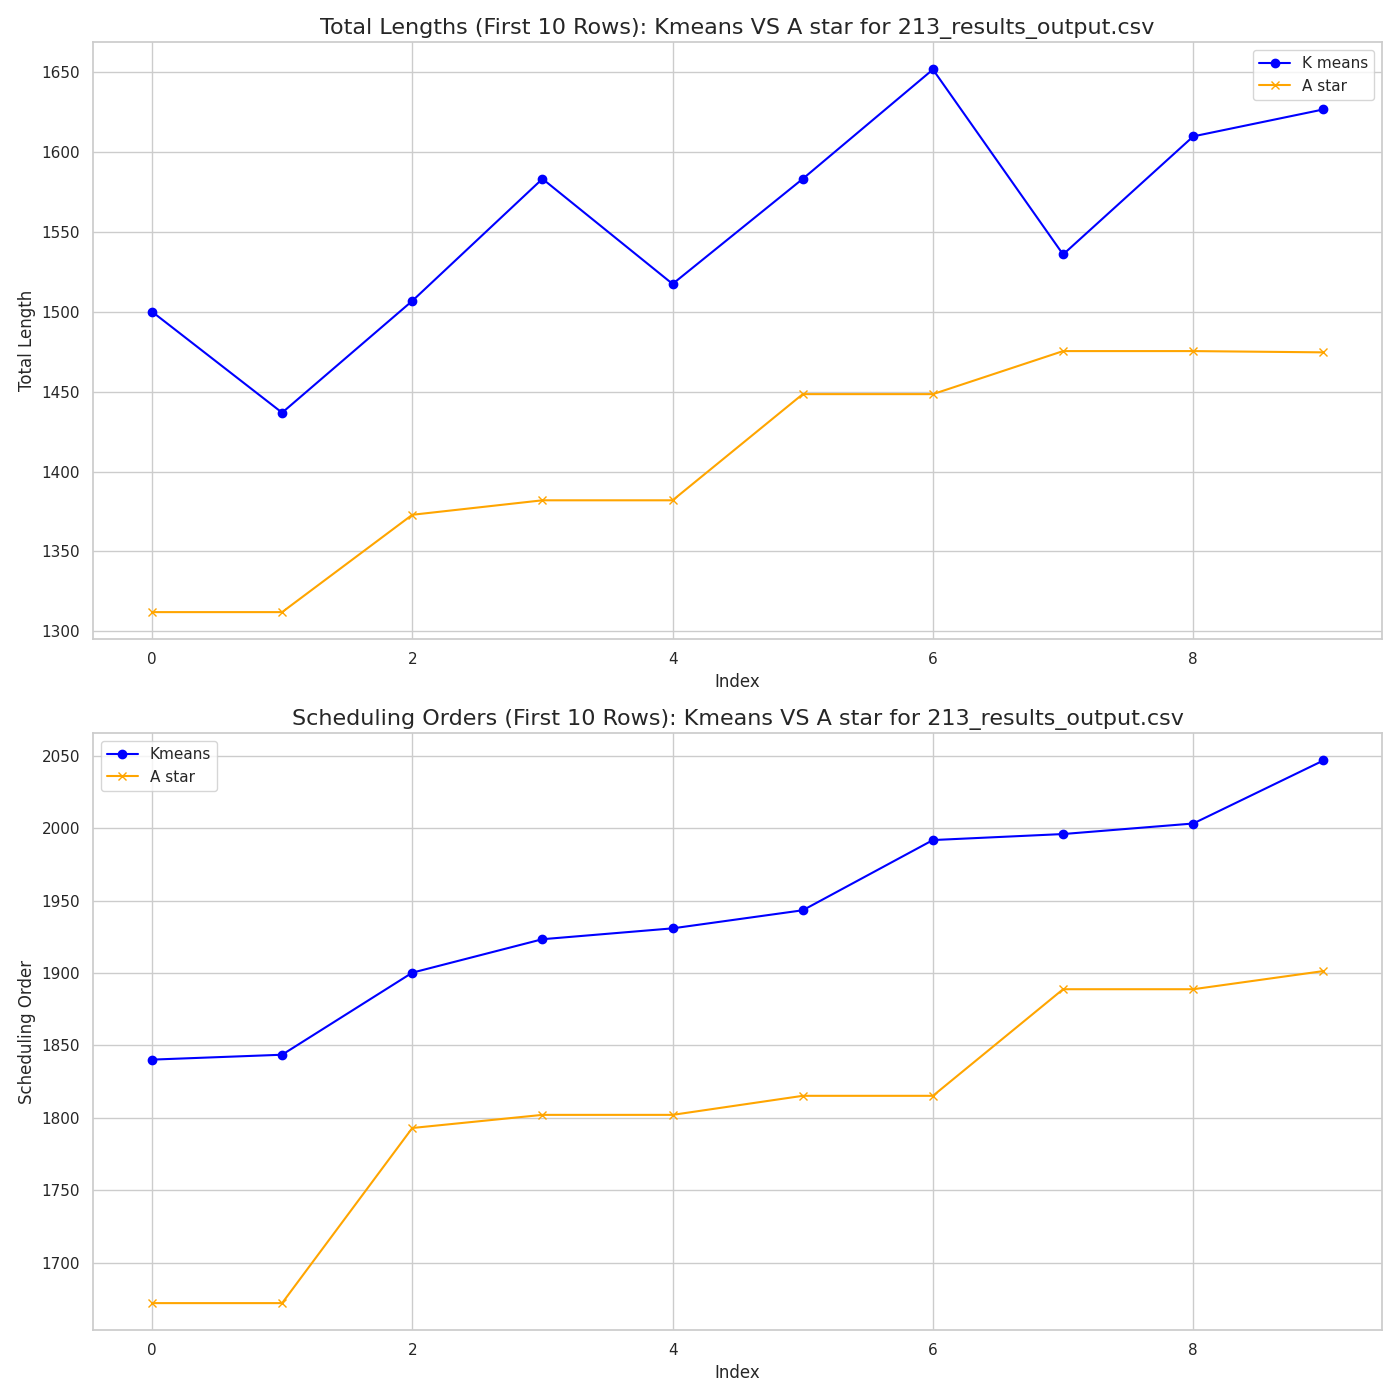 Total Lengths (First 10 Rows): Kmeans VS A star for 213_results_output.csv
K means
A star
1650
1600
1550
1500
1450
1400
1350
1300
Total Length
0 2 4 6 8
Index
Scheduling Orders (First 10 Rows): Kmeans VS A star for 213_results_output.csv
Kmeans
A star
2050
2000
1950
1900
1850
1800
1750
1700
Scheduling Order
0 2 4 6 8
Index